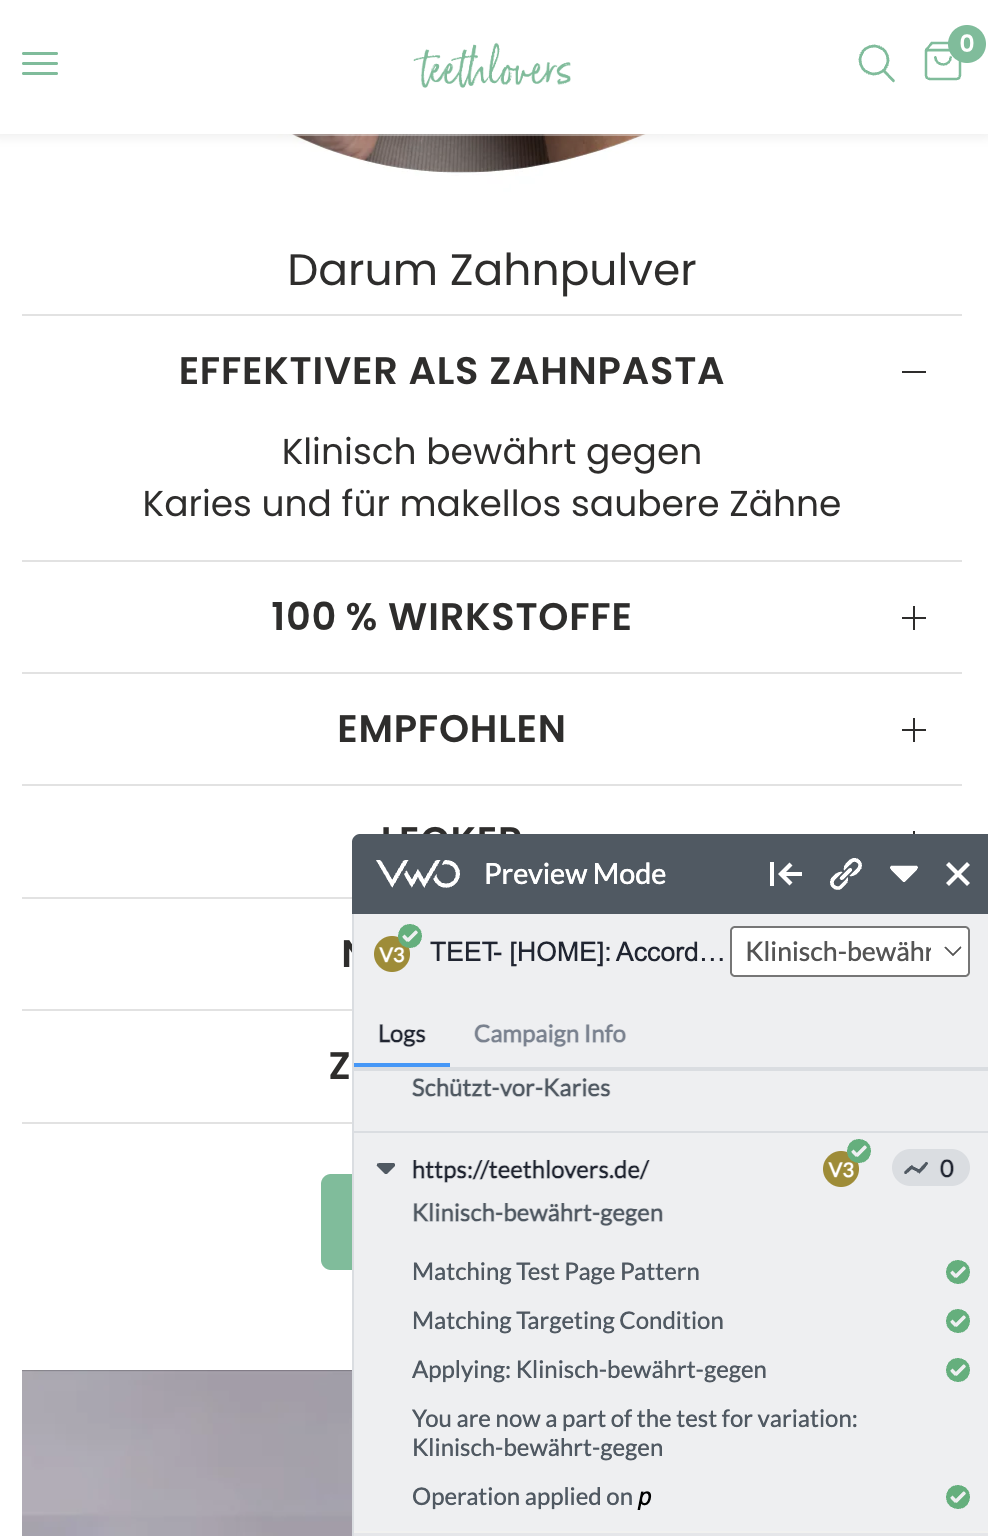 teethlovers
0
Darum Zahnpulver
EFFEKTIVER ALS ZAHNPASTA
Klinisch bewährt gegen
Karies und für makellos saubere Zähne
100 % WIRKSTOFFE
EMPFOHLEN
LECKER
VWO Preview Mode
V3 TEET- [HOME]: Accord… Klinisch-bewähr
Logs Campaign Info
Schützt-vor-Karies
Z
https://teethlovers.de/ V3 0
Klinisch-bewährt-gegen
Matching Test Page Pattern
Matching Targeting Condition
Applying: Klinisch-bewährt-gegen
You are now a part of the test for variation:
Klinisch-bewährt-gegen
Operation applied on p